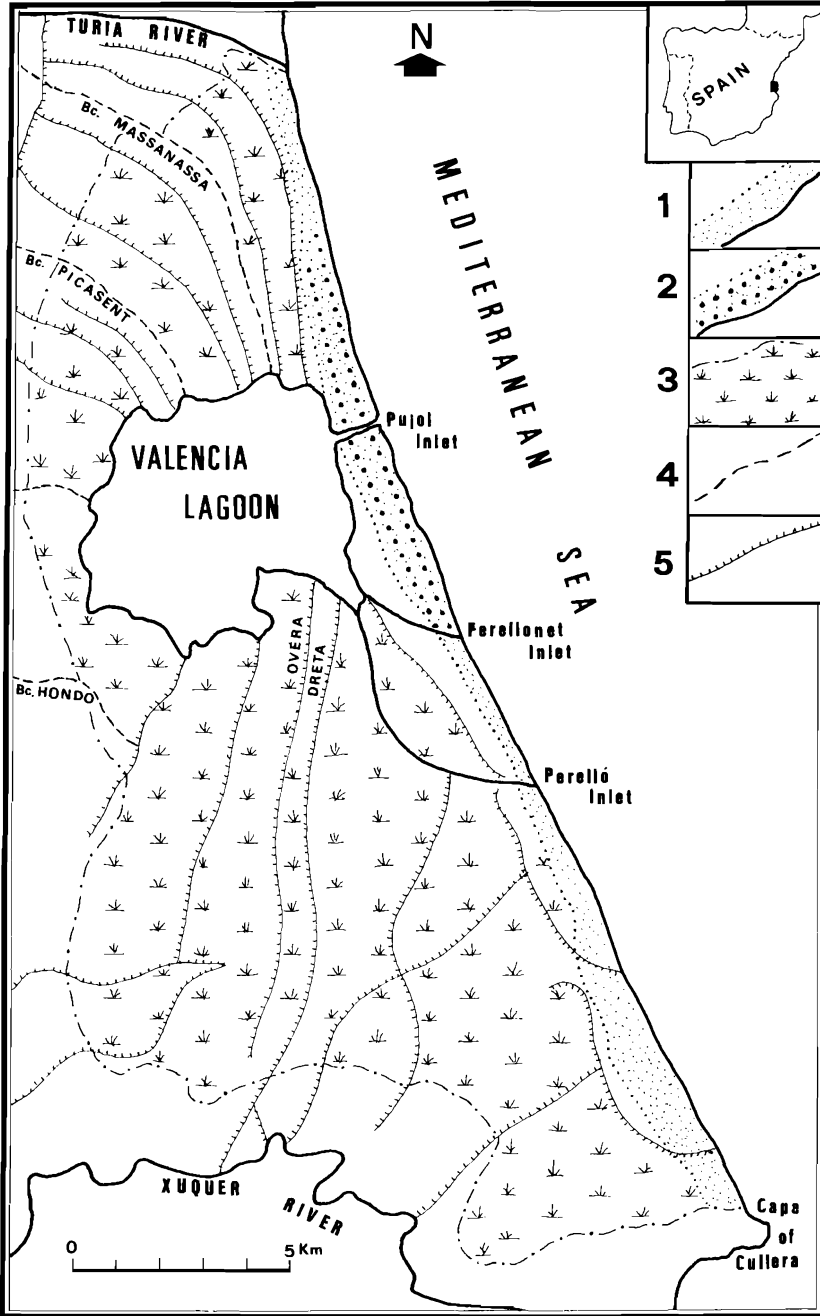 TURIA RIVER
N
SPAIN
Bc. MASSANASSA
MEDITERRANEAN
SEA
1
2
3
4
5
Bc. PICASENT
Pujol
Inlet
VALENCIA
LAGOON
OVERA
DRETA
Perellonet
Inlet
Bc. HONDO
Perelló
Inlet
XUQUER
RIVER
0 5 Km
Capa
of
Cullera